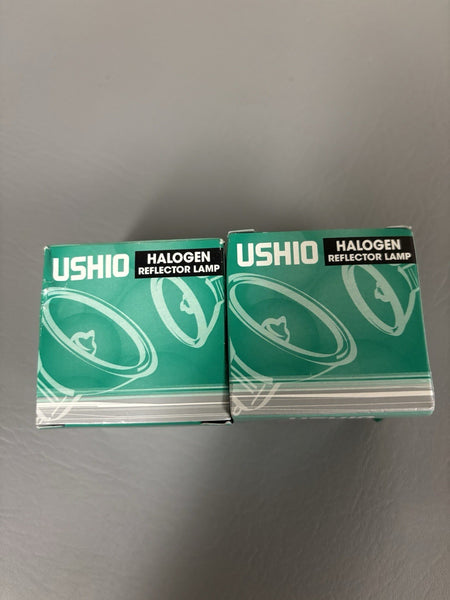 USHIO
HALOGEN
REFLECTOR LAMP
USHIO
HALOGEN
REFLECTOR LAMP